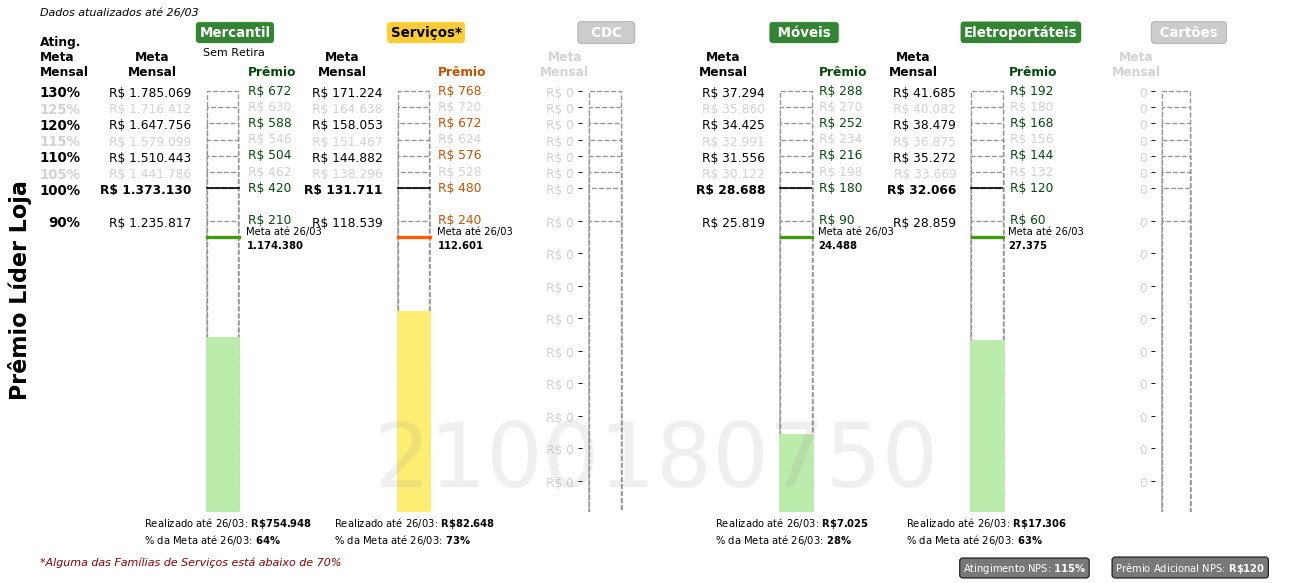 Dados atualizados até 26/03
Mercantil Serviços* CDC Móveis Eletroportáteis Cartões
Sem Retira
Ating. Meta Mensal
Meta Mensal Prêmio Meta Mensal Prêmio Meta Mensal Meta Mensal Prêmio Meta Mensal Prêmio Meta Mensal
130% R$ 1.785.069 R$ 672 R$ 171.224 R$ 768 R$ 0 R$ 37.294 R$ 288 R$ 41.685 R$ 192 0
125% R$ 1.716.412 R$ 630 R$ 164.638 R$ 720 R$ 0 R$ 35.860 R$ 270 R$ 40.082 R$ 180 0
120% R$ 1.647.756 R$ 588 R$ 158.053 R$ 672 R$ 0 R$ 34.425 R$ 252 R$ 38.479 R$ 168 0
115% R$ 1.579.099 R$ 546 R$ 151.467 R$ 624 R$ 0 R$ 32.991 R$ 234 R$ 36.875 R$ 156 0
110% R$ 1.510.443 R$ 504 R$ 144.882 R$ 576 R$ 0 R$ 31.556 R$ 216 R$ 35.272 R$ 144 0
105% R$ 1.441.786 R$ 462 R$ 138.296 R$ 528 R$ 0 R$ 30.122 R$ 198 R$ 33.669 R$ 132 0
100% R$ 1.373.130 R$ 420 R$ 131.711 R$ 480 R$ 0 R$ 28.688 R$ 180 R$ 32.066 R$ 120 0
90% R$ 1.235.817 R$ 210 R$ 118.539 R$ 240 R$ 0 R$ 25.819 R$ 90 R$ 28.859 R$ 60 0
Meta até 26/03 Meta até 26/03 Meta até 26/03 Meta até 26/03
1.174.380 112.601 24.488 27.375
R$ 0 0
R$ 0 0
R$ 0 0
R$ 0 0
R$ 0 0
R$ 0 0
R$ 0 0
R$ 0 0
Prêmio Líder Loja
2100180750
Realizado até 26/03: R$754.948 Realizado até 26/03: R$82.648 Realizado até 26/03: R$7.025 Realizado até 26/03: R$17.306
% da Meta até 26/03: 64% % da Meta até 26/03: 73% % da Meta até 26/03: 28% % da Meta até 26/03: 63%
*Alguma das Famílias de Serviços está abaixo de 70%
Atingimento NPS: 115% Prêmio Adicional NPS: R$120